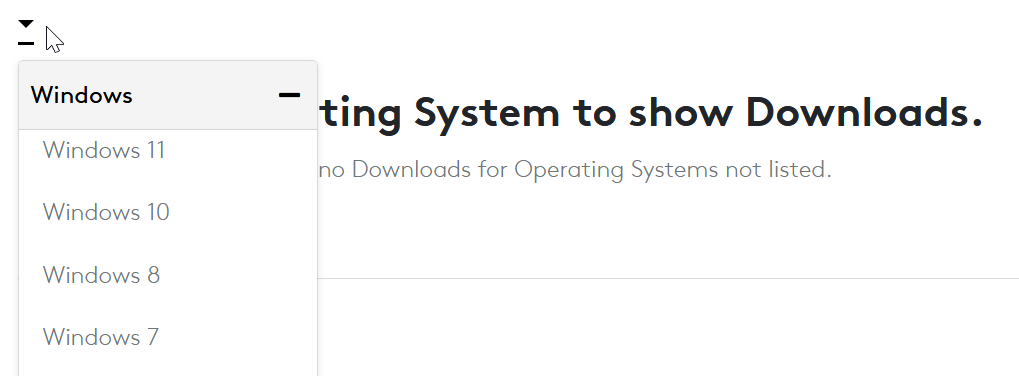 Windows
ting System to show Downloads.
Windows 11
no Downloads for Operating Systems not listed.
Windows 10
Windows 8
Windows 7